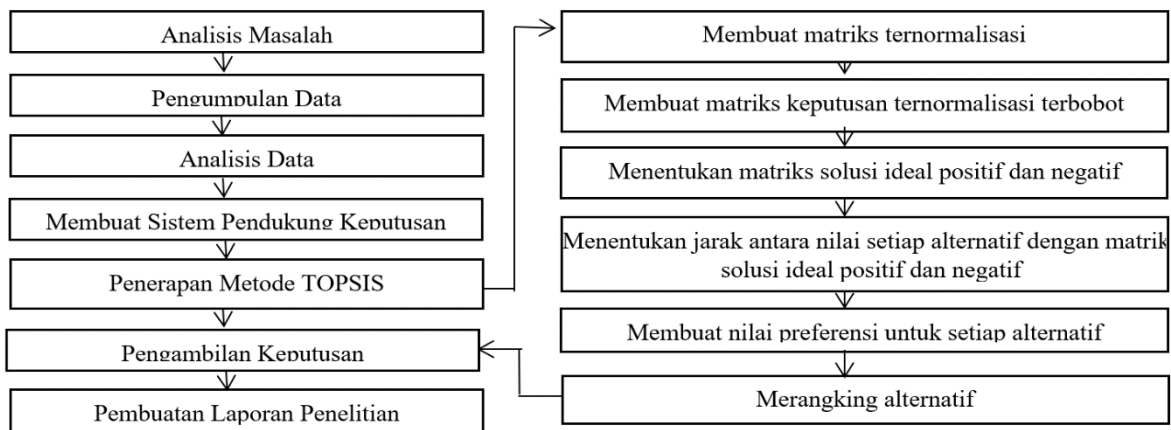 Analisis Masalah
Pengumpulan Data
Analisis Data
Membuat Sistem Pendukung Keputusan
Penerapan Metode TOPSIS
Pengambilan Keputusan
Pembuatan Laporan Penelitian
Membuat matriks ternormalisasi
Membuat matriks keputusan ternormalisasi terbobot
Menentukan matriks solusi ideal positif dan negatif
Menentukan jarak antara nilai setiap alternatif dengan matrik
solusi ideal positif dan negatif
Membuat nilai preferensi untuk setiap alternatif
Merangking alternatif